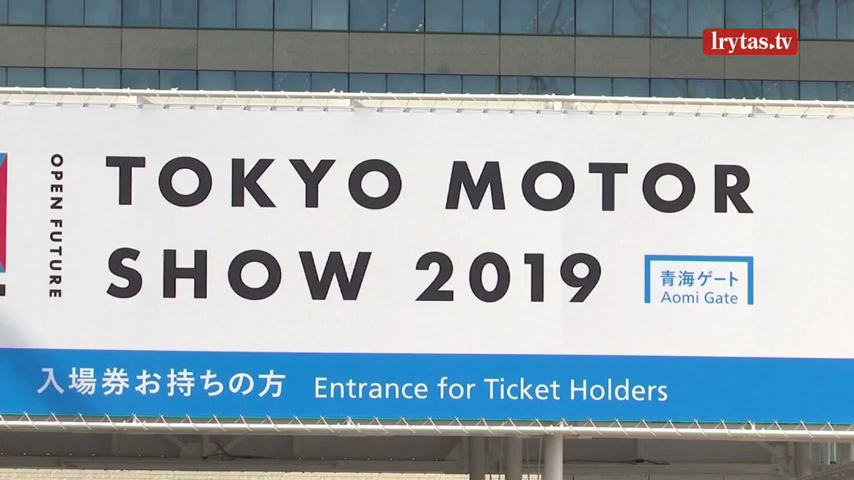 lrytas.tv
OPEN FUTURE
TOKYO MOTOR
SHOW 2019
青海ゲート
Aomi Gate
入場券お持ちの方 Entrance for Ticket Holders